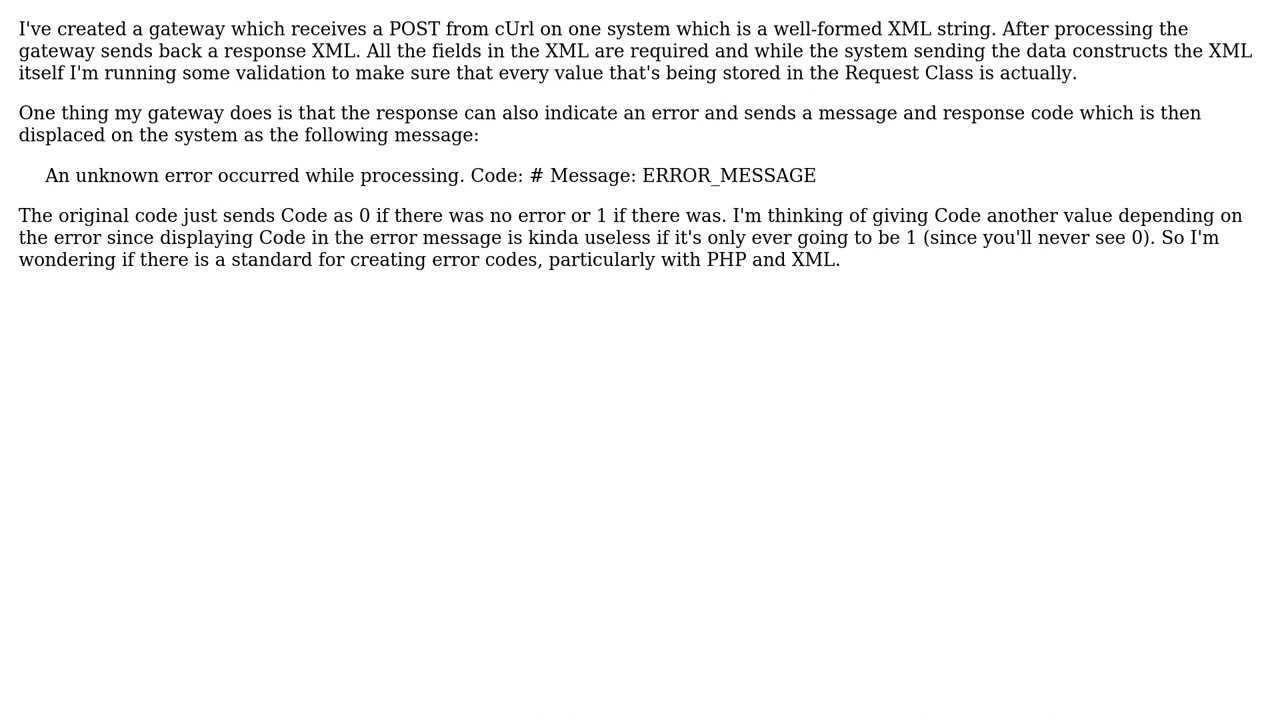 I've created a gateway which receives a POST from cUrl on one system which is a well-formed XML string. After processing the
gateway sends back a response XML. All the fields in the XML are required and while the system sending the data constructs the XML
itself I'm running some validation to make sure that every value that's being stored in the Request Class is actually.
One thing my gateway does is that the response can also indicate an error and sends a message and response code which is then
displaced on the system as the following message:
An unknown error occurred while processing. Code: # Message: ERROR_MESSAGE
The original code just sends Code as 0 if there was no error or 1 if there was. I'm thinking of giving Code another value depending on
the error since displaying Code in the error message is kinda useless if it's only ever going to be 1 (since you'll never see 0). So I'm
wondering if there is a standard for creating error codes, particularly with PHP and XML.